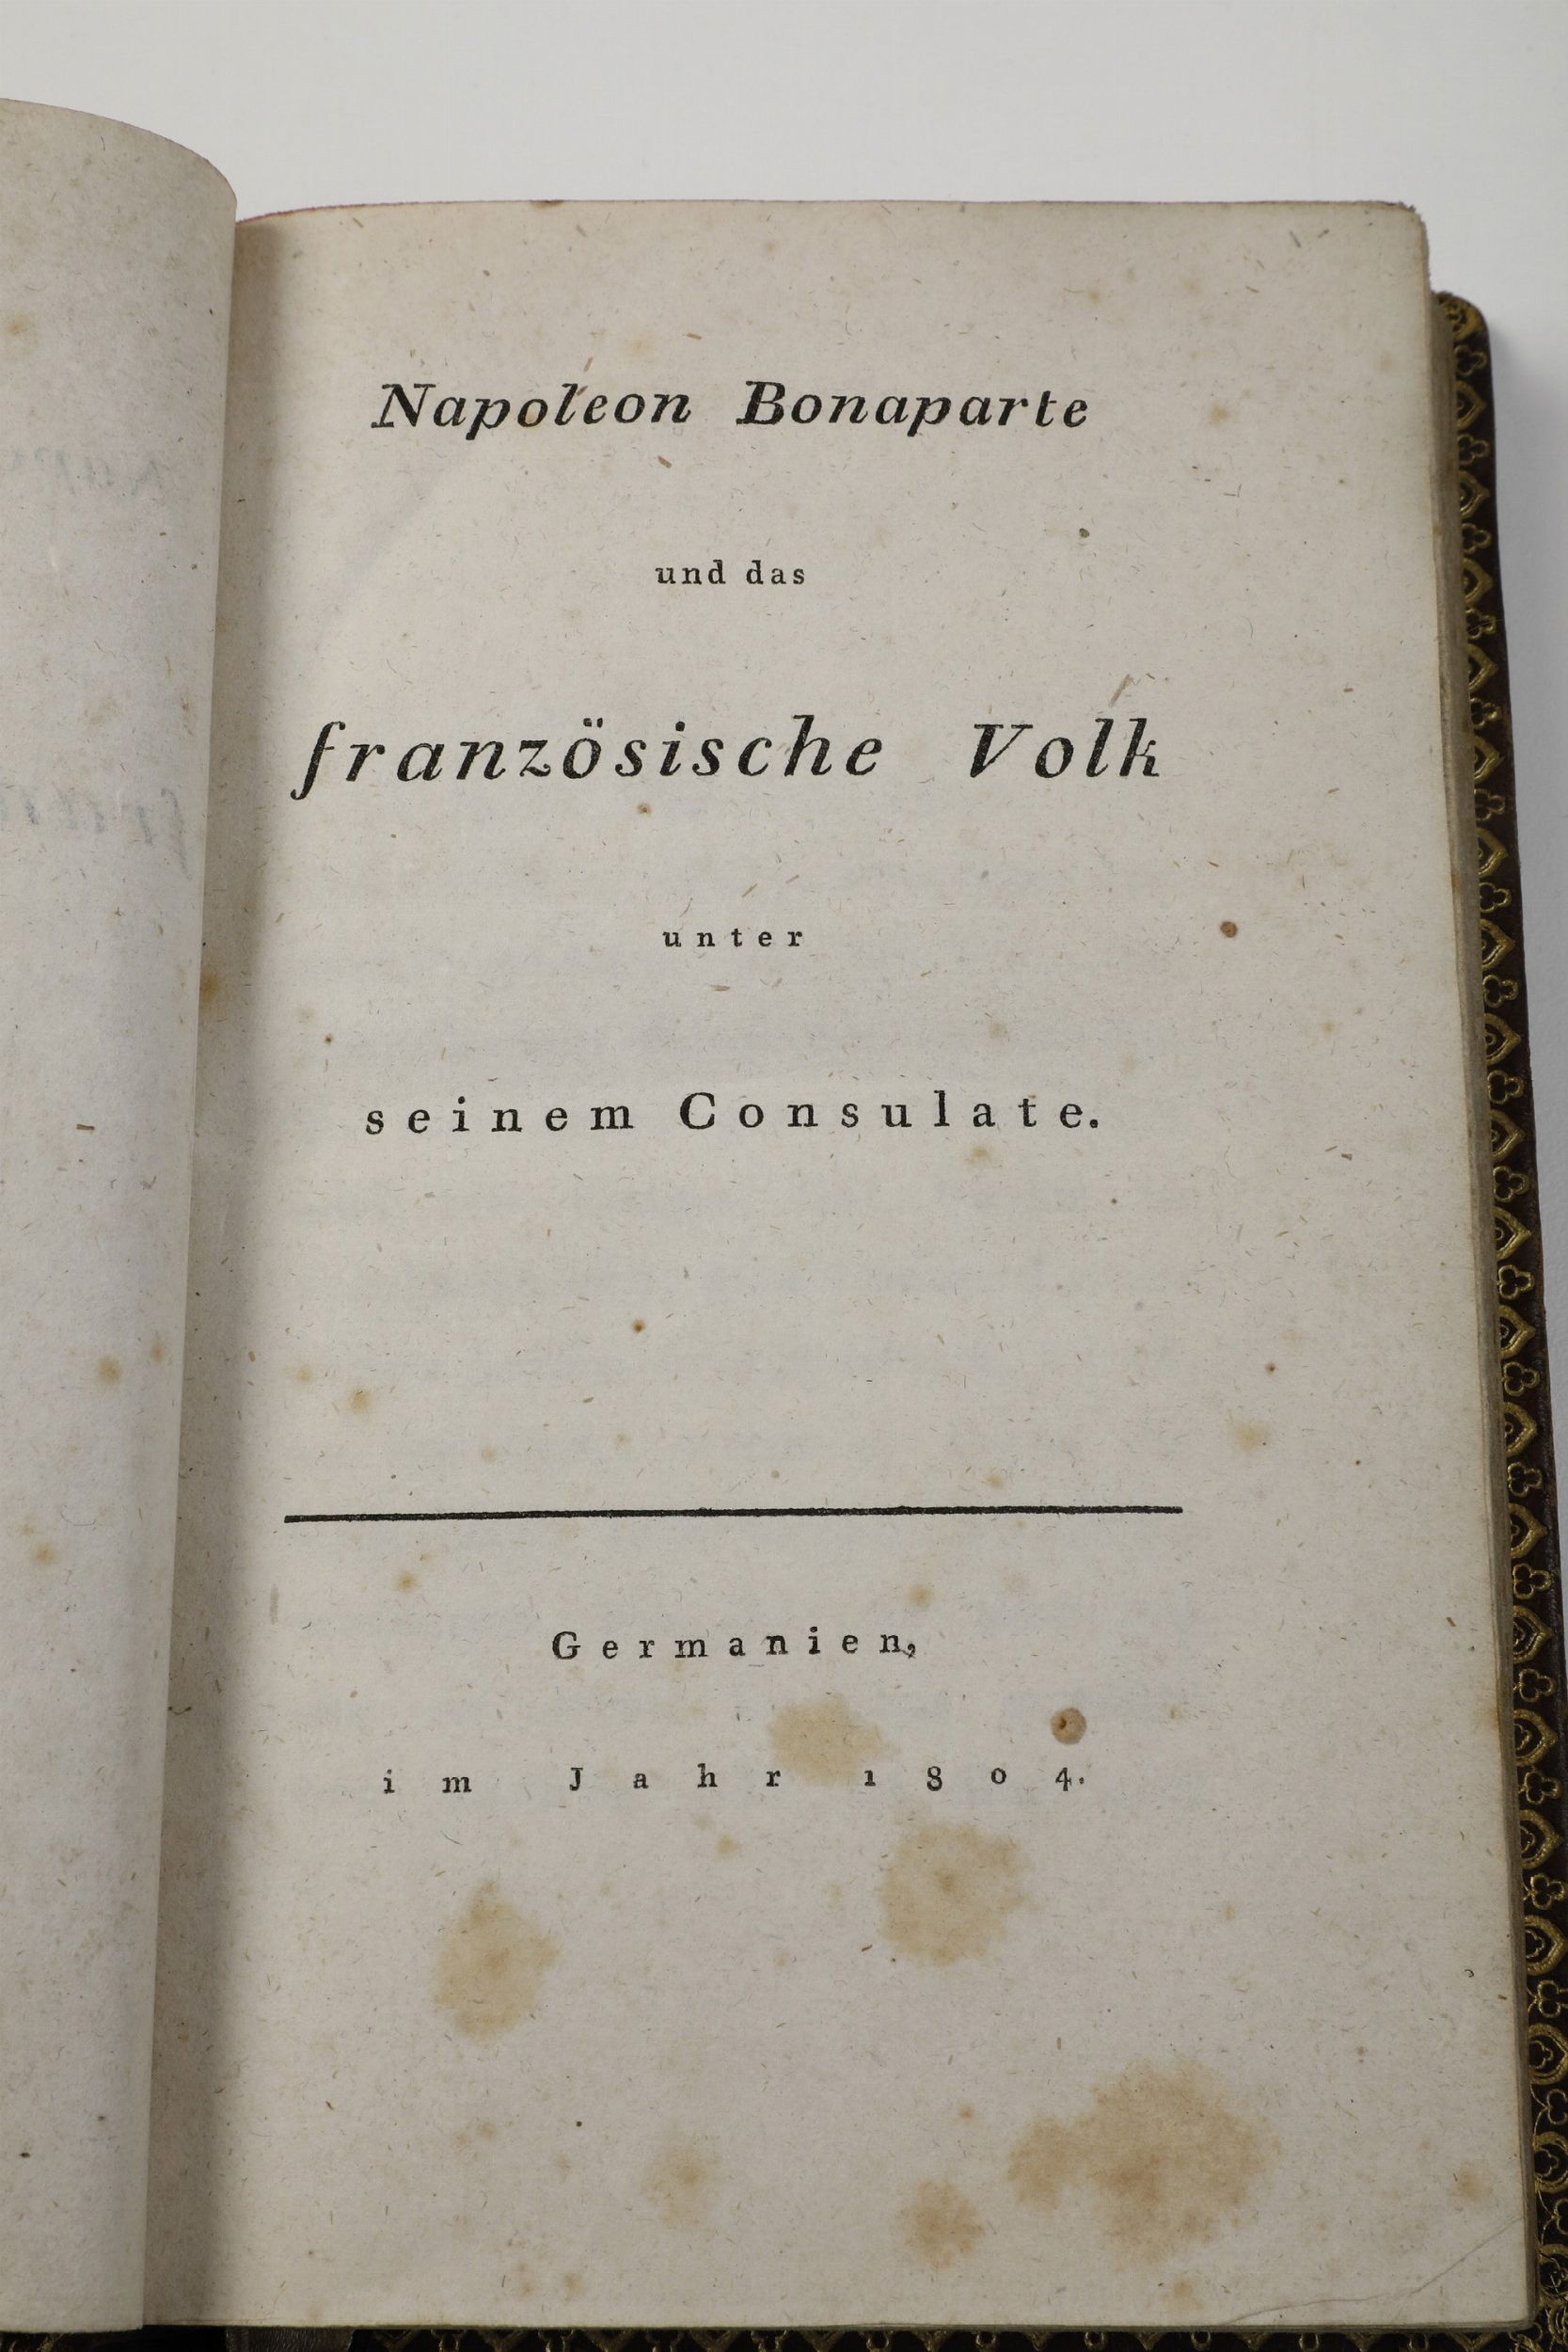 Napoleon Bonaparte
und das
französische Volk
unter
seinem Consulate.
Germanien,
im Jahr 1804.